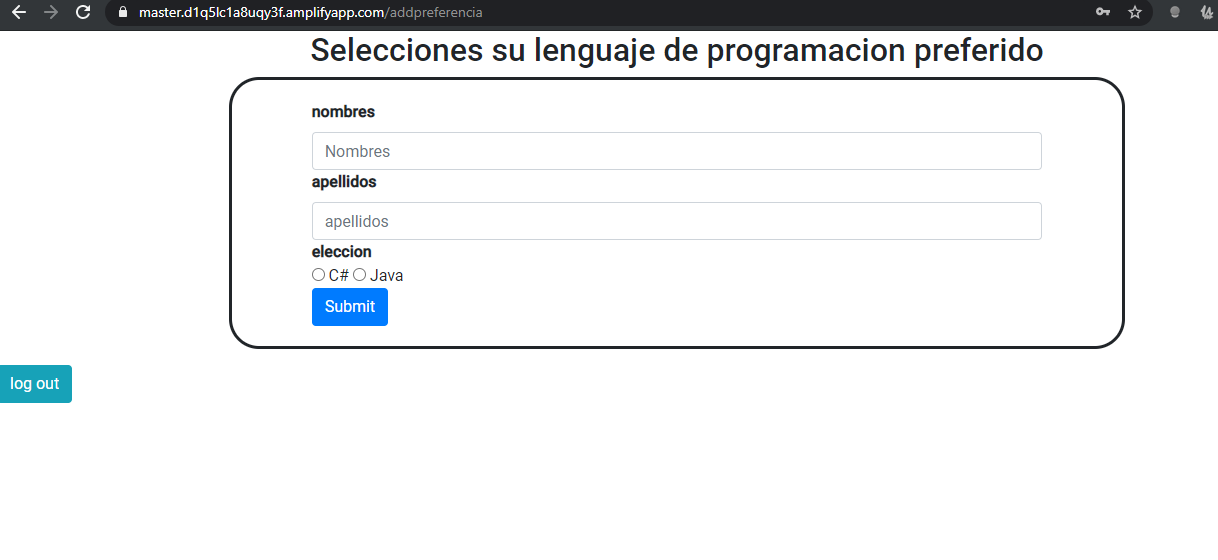 master.d1q5lc1a8uqy3f.amplifyapp.com/addpreferencia
Selecciones su lenguaje de programacion preferido
nombres
Nombres
apellidos
apellidos
eleccion
C# Java
Submit
log out